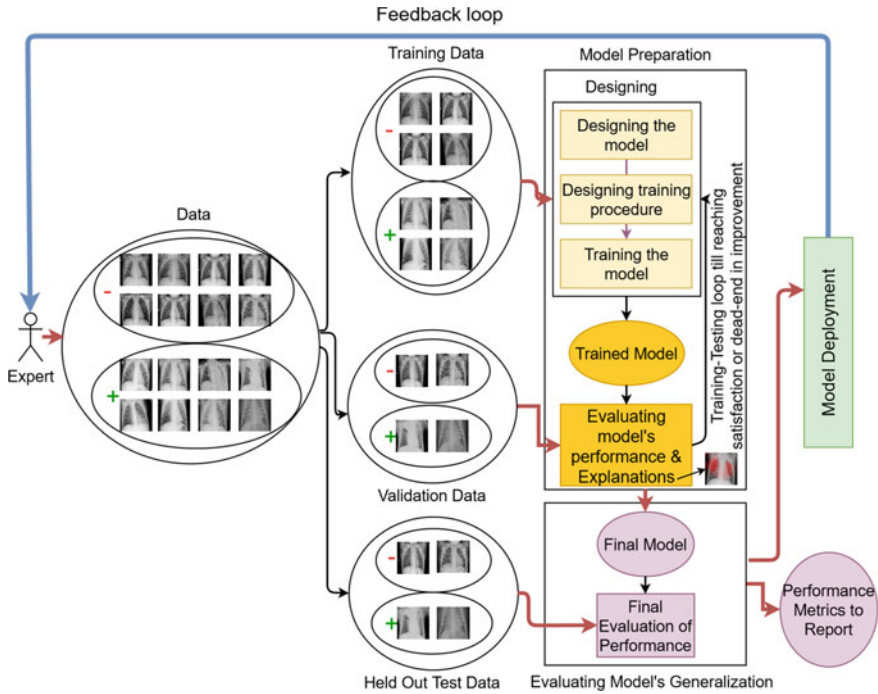 Feedback loop
Training Data
Model Preparation
Designing
Designing the
model
Designing training
procedure
Training the
model
Data
-
+
-
+
Expert
Trained Model
Evaluating
model's
performance &
Explanations
Training-Testing loop till reaching
satisfaction or dead-end in improvement
Model Deployment
-
+
Validation Data
-
+
Held Out Test Data
Final Model
Final
Evaluation of
Performance
Evaluating Model's Generalization
Performance
Metrics to
Report